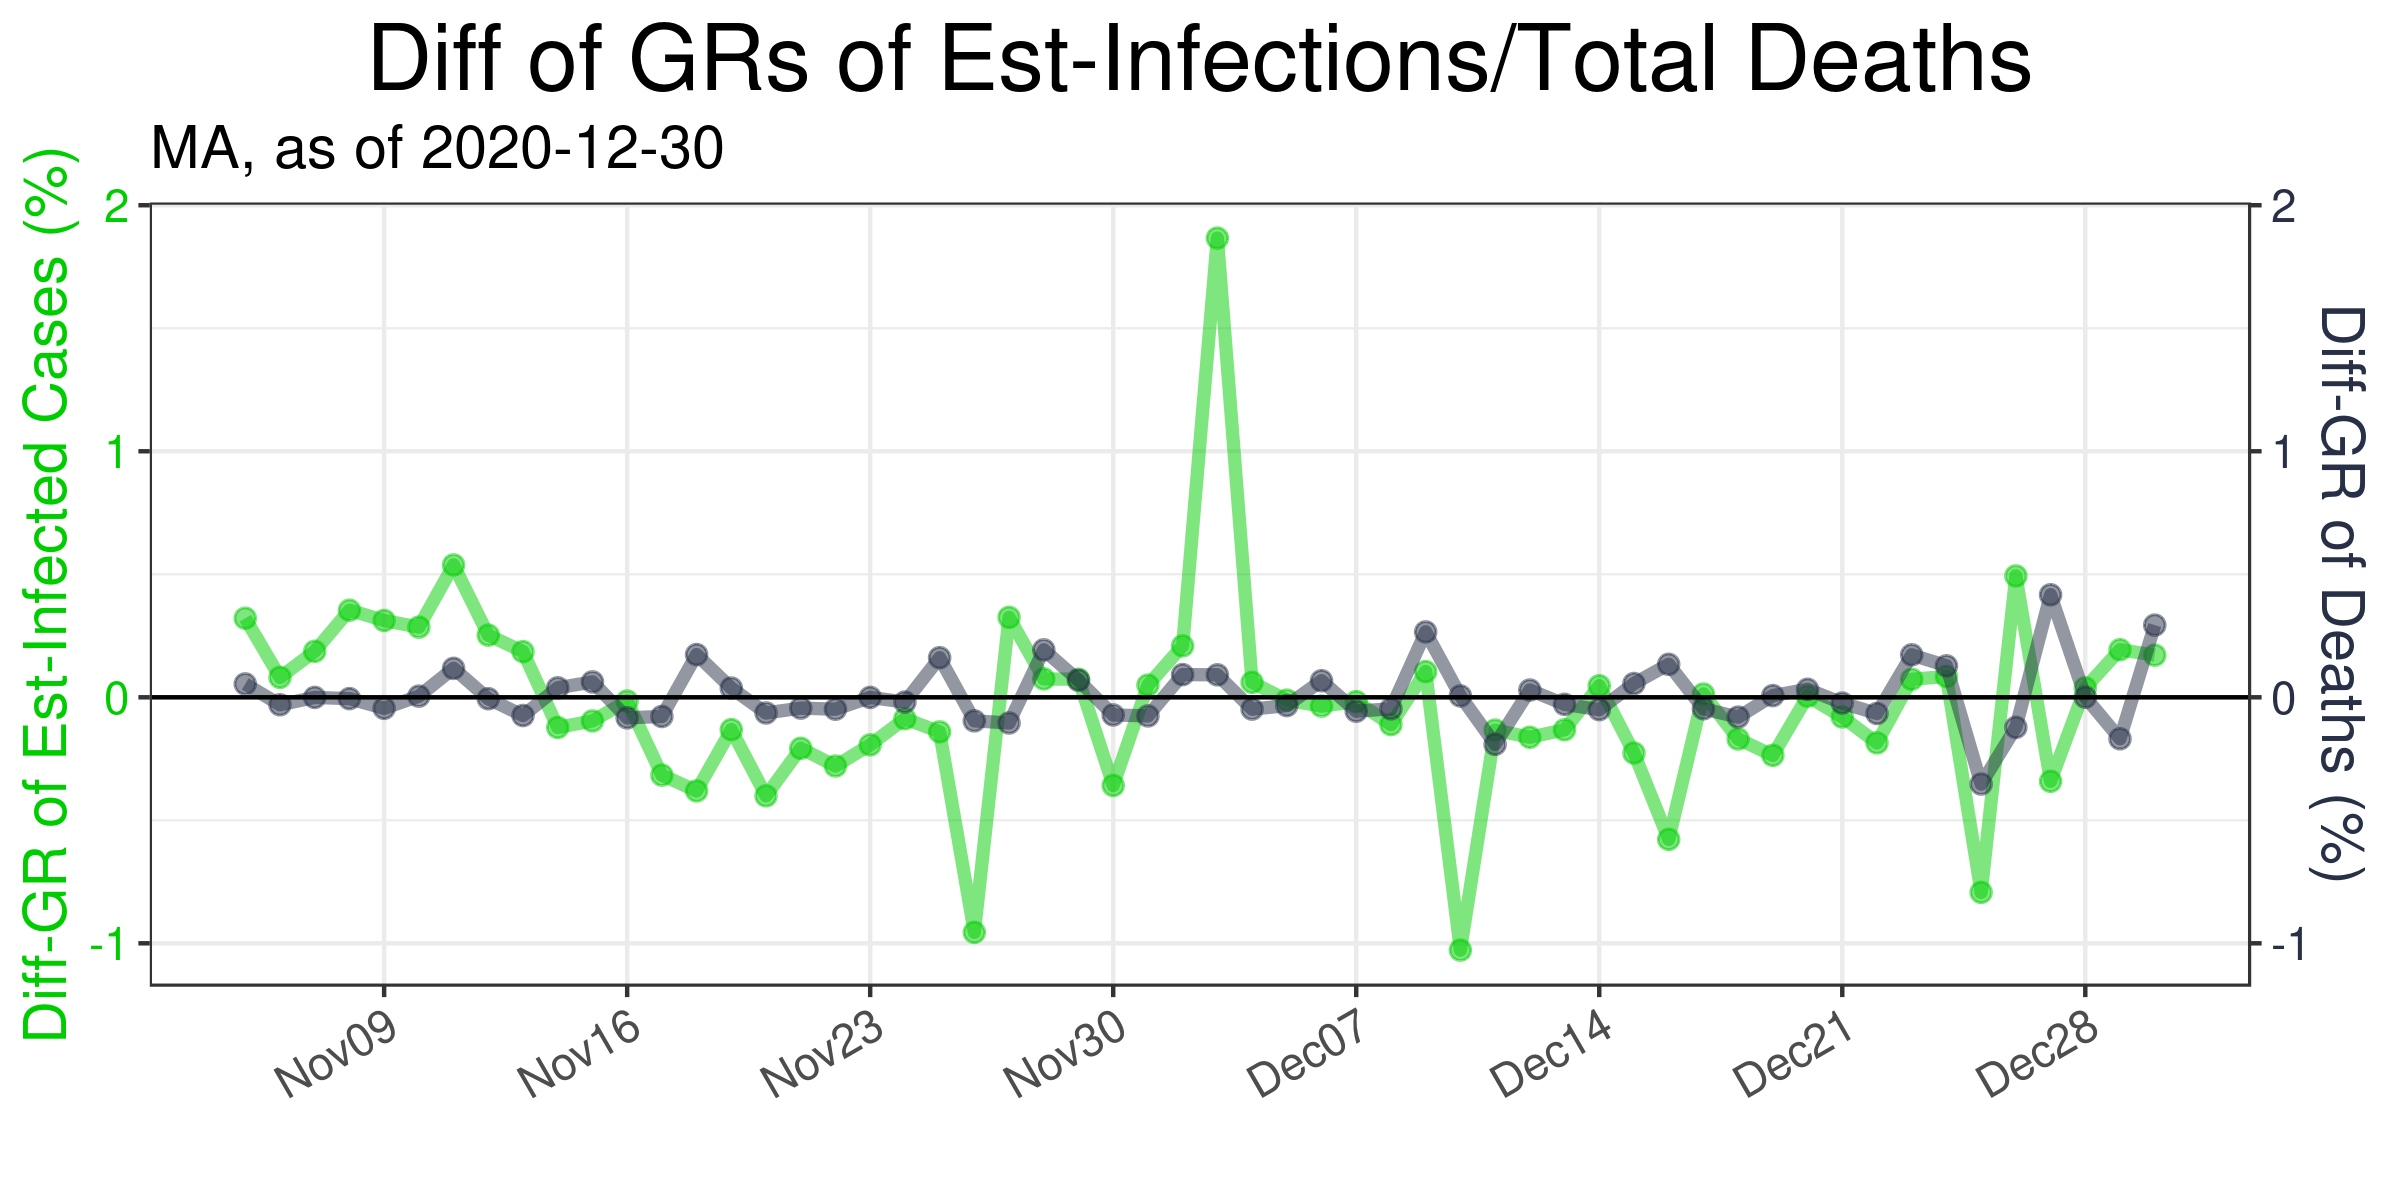 Diff of GRs of Est-Infections/Total Deaths
MA, as of 2020-12-30
Diff-GR of Est-Infected Cases (%)
2
1
0
-1
2
1
0
-1
Diff-GR of Deaths (%)
Nov09
Nov16
Nov23
Nov30
Dec07
Dec14
Dec21
Dec28